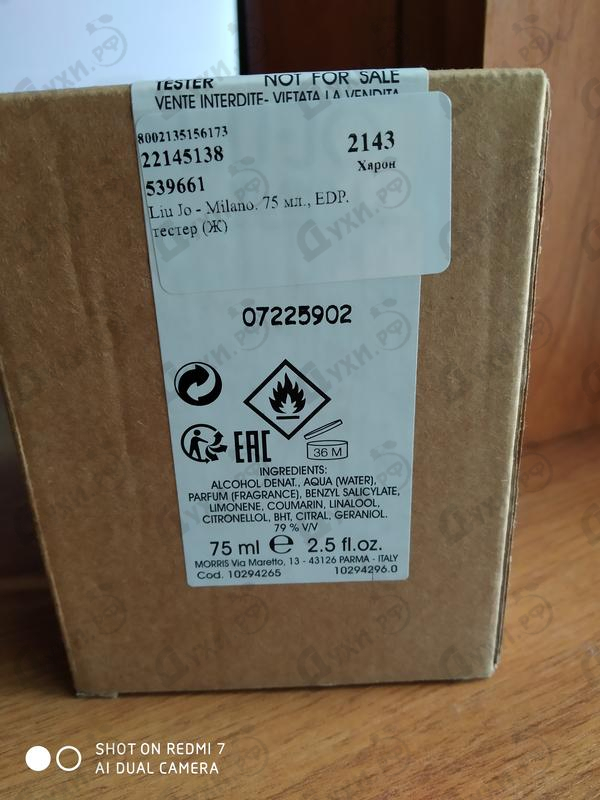 TESTER NOT FOR SALE
VENTE INTERDITE- VIETATA LA VENDITA
8002135156173
22145138
2143
Харон
539661
Liu Jo - Milano. 75 мл., EDP.
тестер (Ж)
07225902
EAC
36 M
INGREDIENTS:
ALCOHOL DENAT., AQUA (WATER),
PARFUM (FRAGRANCE), BENZYL SALICYLATE,
LIMONENE, COUMARIN, LINALOOL,
CITRONELLOL, BHT, CITRAL, GERANIOL.
79 % V/V
75 ml e 2.5 fl.oz.
MORRIS Via Maretto, 13 - 43126 PARMA - ITALY
Cod. 10294265 10294296.0
SHOT ON REDMI 7
AI DUAL CAMERA
Духи.рф